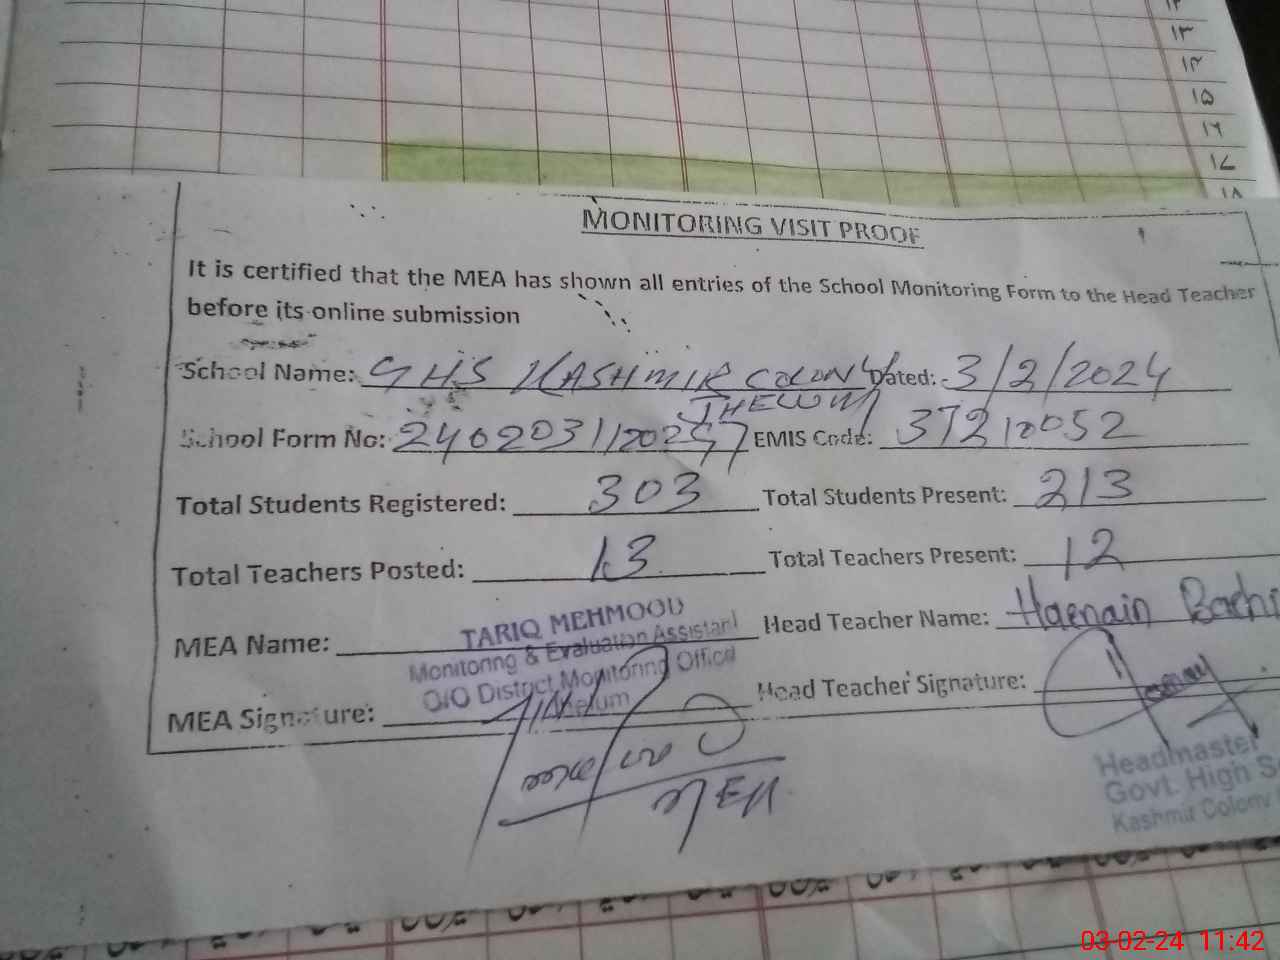 ١٣
١٤
١٥
١٦
١٧
١٨
MONITORING VISIT PROOF
It is certified that the MEA has shown all entries of the School Monitoring Form to the Head Teacher
before its online submission
School Name: GHS KASHMIR COLONY Dated: 3/2/2024
JHELUM
School Form No: EMIS Code: 37210052
Total Students Registered: 303 Total Students Present: 213
Total Teachers Posted: 13 Total Teachers Present: 12
MEA Name: TARIQ MEHMOOD Head Teacher Name:
Monitoring & Evaluation Assistant
O/O District Monitoring Office
Jhelum
MEA Signature: Head Teacher Signature:
MEA
Headmaster
Govt. High
Kashmir Colony
03-02-24 11:42